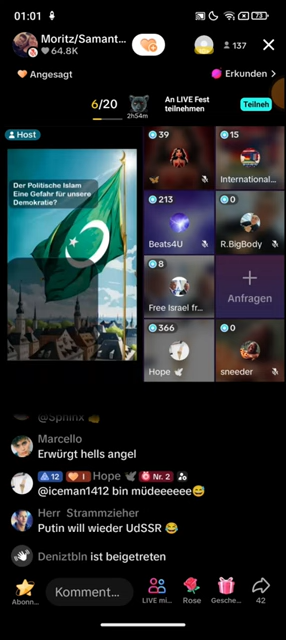 01:01
73
Moritz/Samant...
64.8K
137
Angesagt
Erkunden >
6/20
2h54m
An LIVE Fest
teilnehmen
Teilneh
Host
39
15
Der Politische Islam
Eine Gefahr für unsere
Demokratie?
International...
213
0
Beats4U
R.BigBody
8
Free Israel fr...
Anfragen
366
0
Hope
sneeder
@Sphinx
Marcello
Erwürgt hells angel
12 I Hope Nr. 2
@iceman1412 bin müdeeeeee😅
Herr Strammzieher
Putin will wieder UdSSR 😂
Deniztbln ist beigetreten
Abonn...
Komment...
LIVE mi...
Rose
Gesche...
42